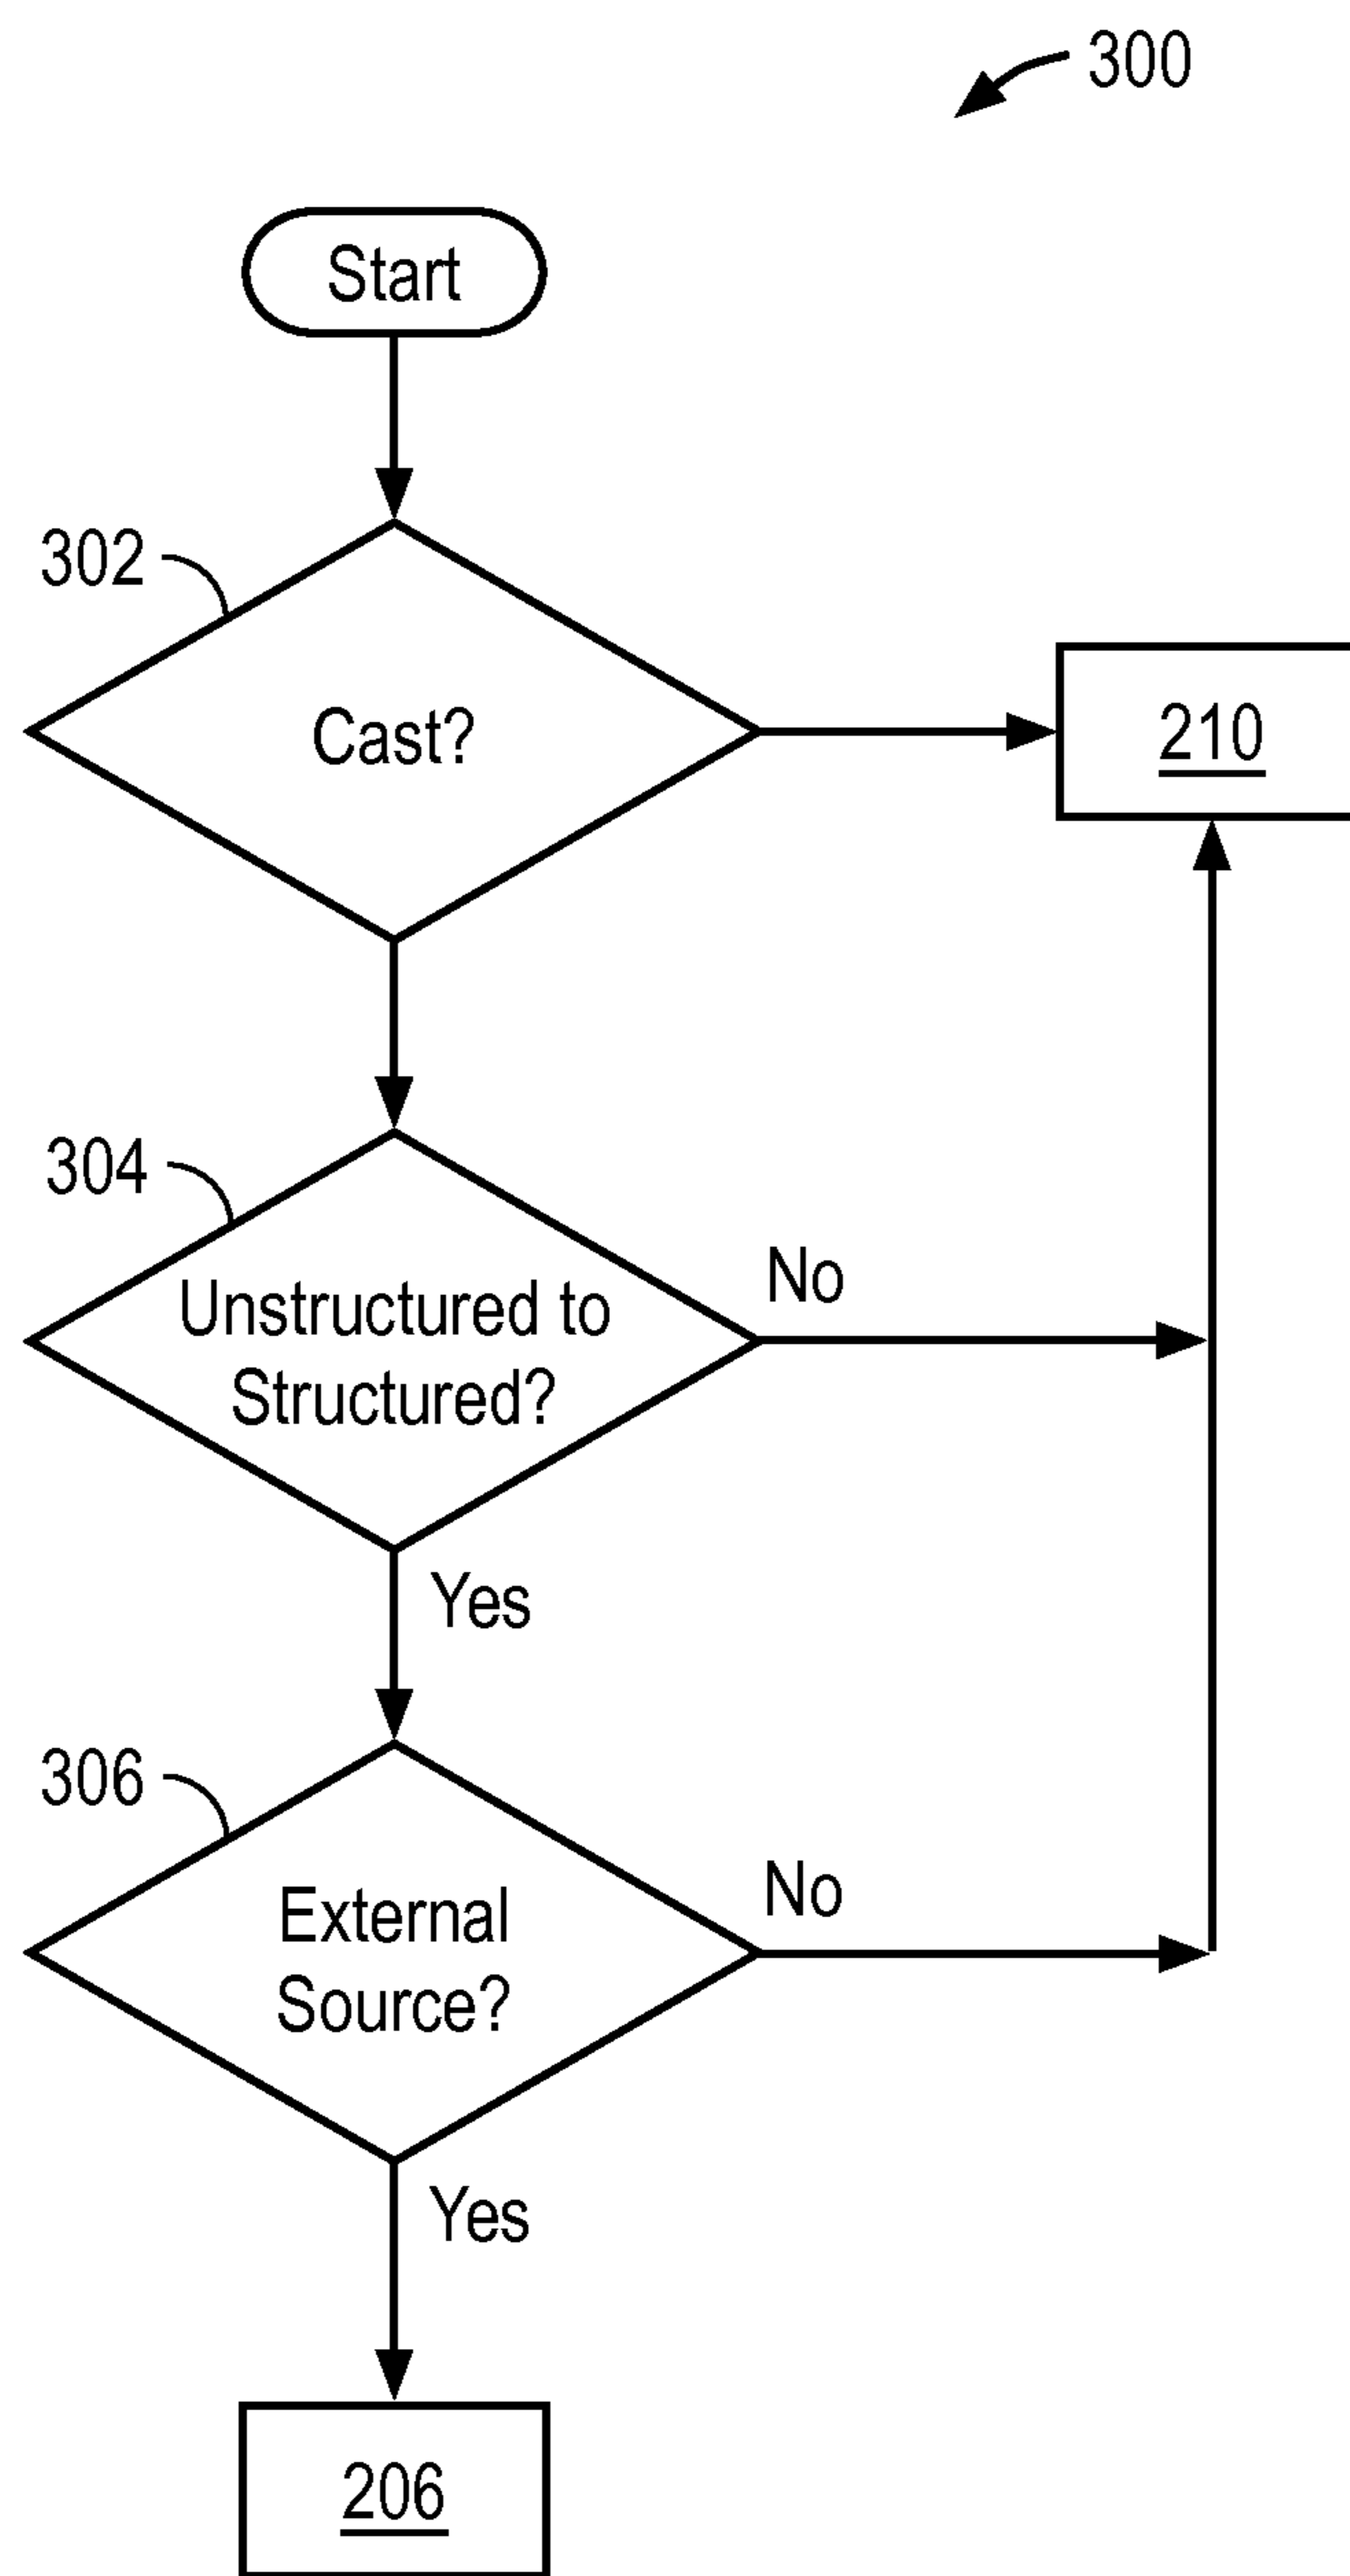 300
Start
302
Cast?
210
304
Unstructured to
Structured?
No
Yes
306
External
Source?
No
Yes
206